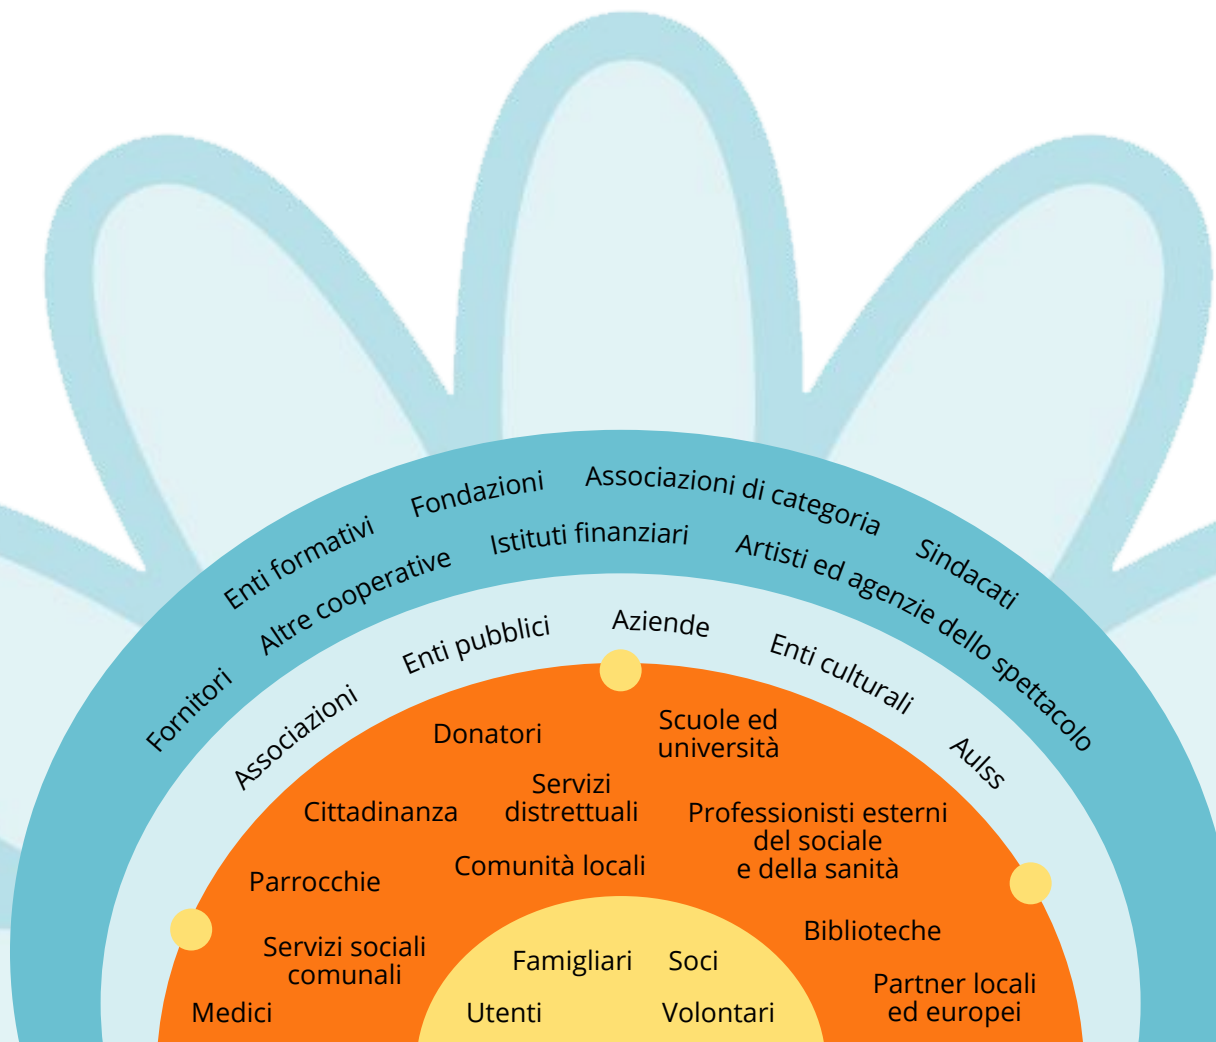 Fondazioni
Associazioni di categoria
Enti formativi
Sindacati
Istituti finanziari
Altre cooperative
Artisti ed agenzie dello spettacolo
Fornitori
Aziende
Enti pubblici
Enti culturali
Associazioni
Aulss
Donatori
Scuole ed
università
Servizi
distrettuali
Cittadinanza
Professionisti esterni
del sociale
e della sanità
Comunità locali
Parrocchie
Biblioteche
Servizi sociali
comunali
Partner locali
ed europei
Medici
Famigliari
Soci
Utenti
Volontari